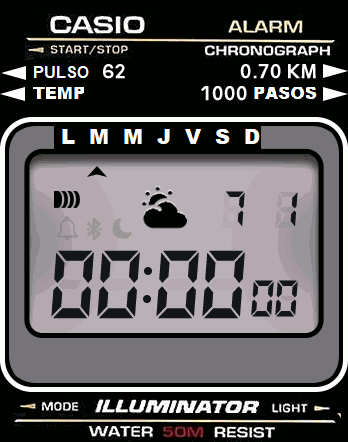 CASIO ALARM
START/STOP CHRONOGRAPH
PULSO 62 0.70 KM
TEMP 1000 PASOS
L M M J V S D
7 1
00:00 00
MODE ILLUMINATOR LIGHT
WATER 50M RESIST